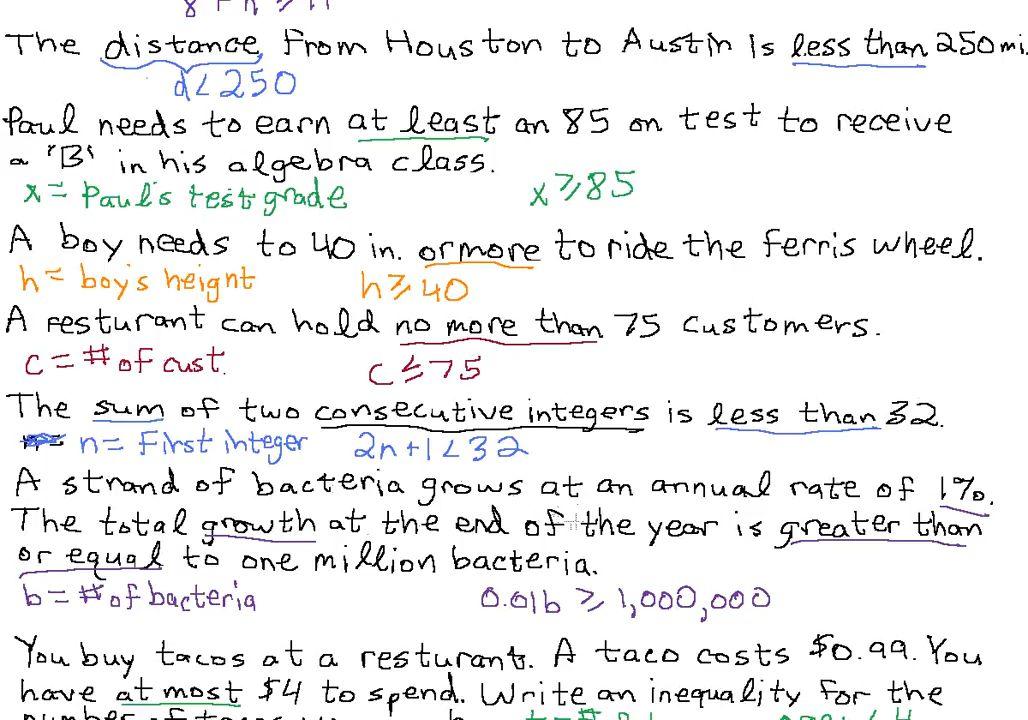 8 + n ≥ 11
The distance from Houston to Austin is less than 250mi.
d < 250
Paul needs to earn at least an 85 on test to receive
a 'B' in his algebra class.
x = Paul's test grade x ≥ 85
A boy needs to 40 in. or more to ride the ferris wheel.
h = boy's height h ≥ 40
A resturant can hold no more than 75 customers.
c = # of cust. c ≤ 75
The sum of two consecutive integers is less than 32.
n = First integer 2n + 1 < 32
A strand of bacteria grows at an annual rate of 1%.
The total growth at the end of the year is greater than
or equal to one million bacteria.
b = # of bacteria 0.01b ≥ 1,000,000
You buy tacos at a resturant. A taco costs $0.99. You
have at most $4 to spend. Write an inequality for the
number of tacos